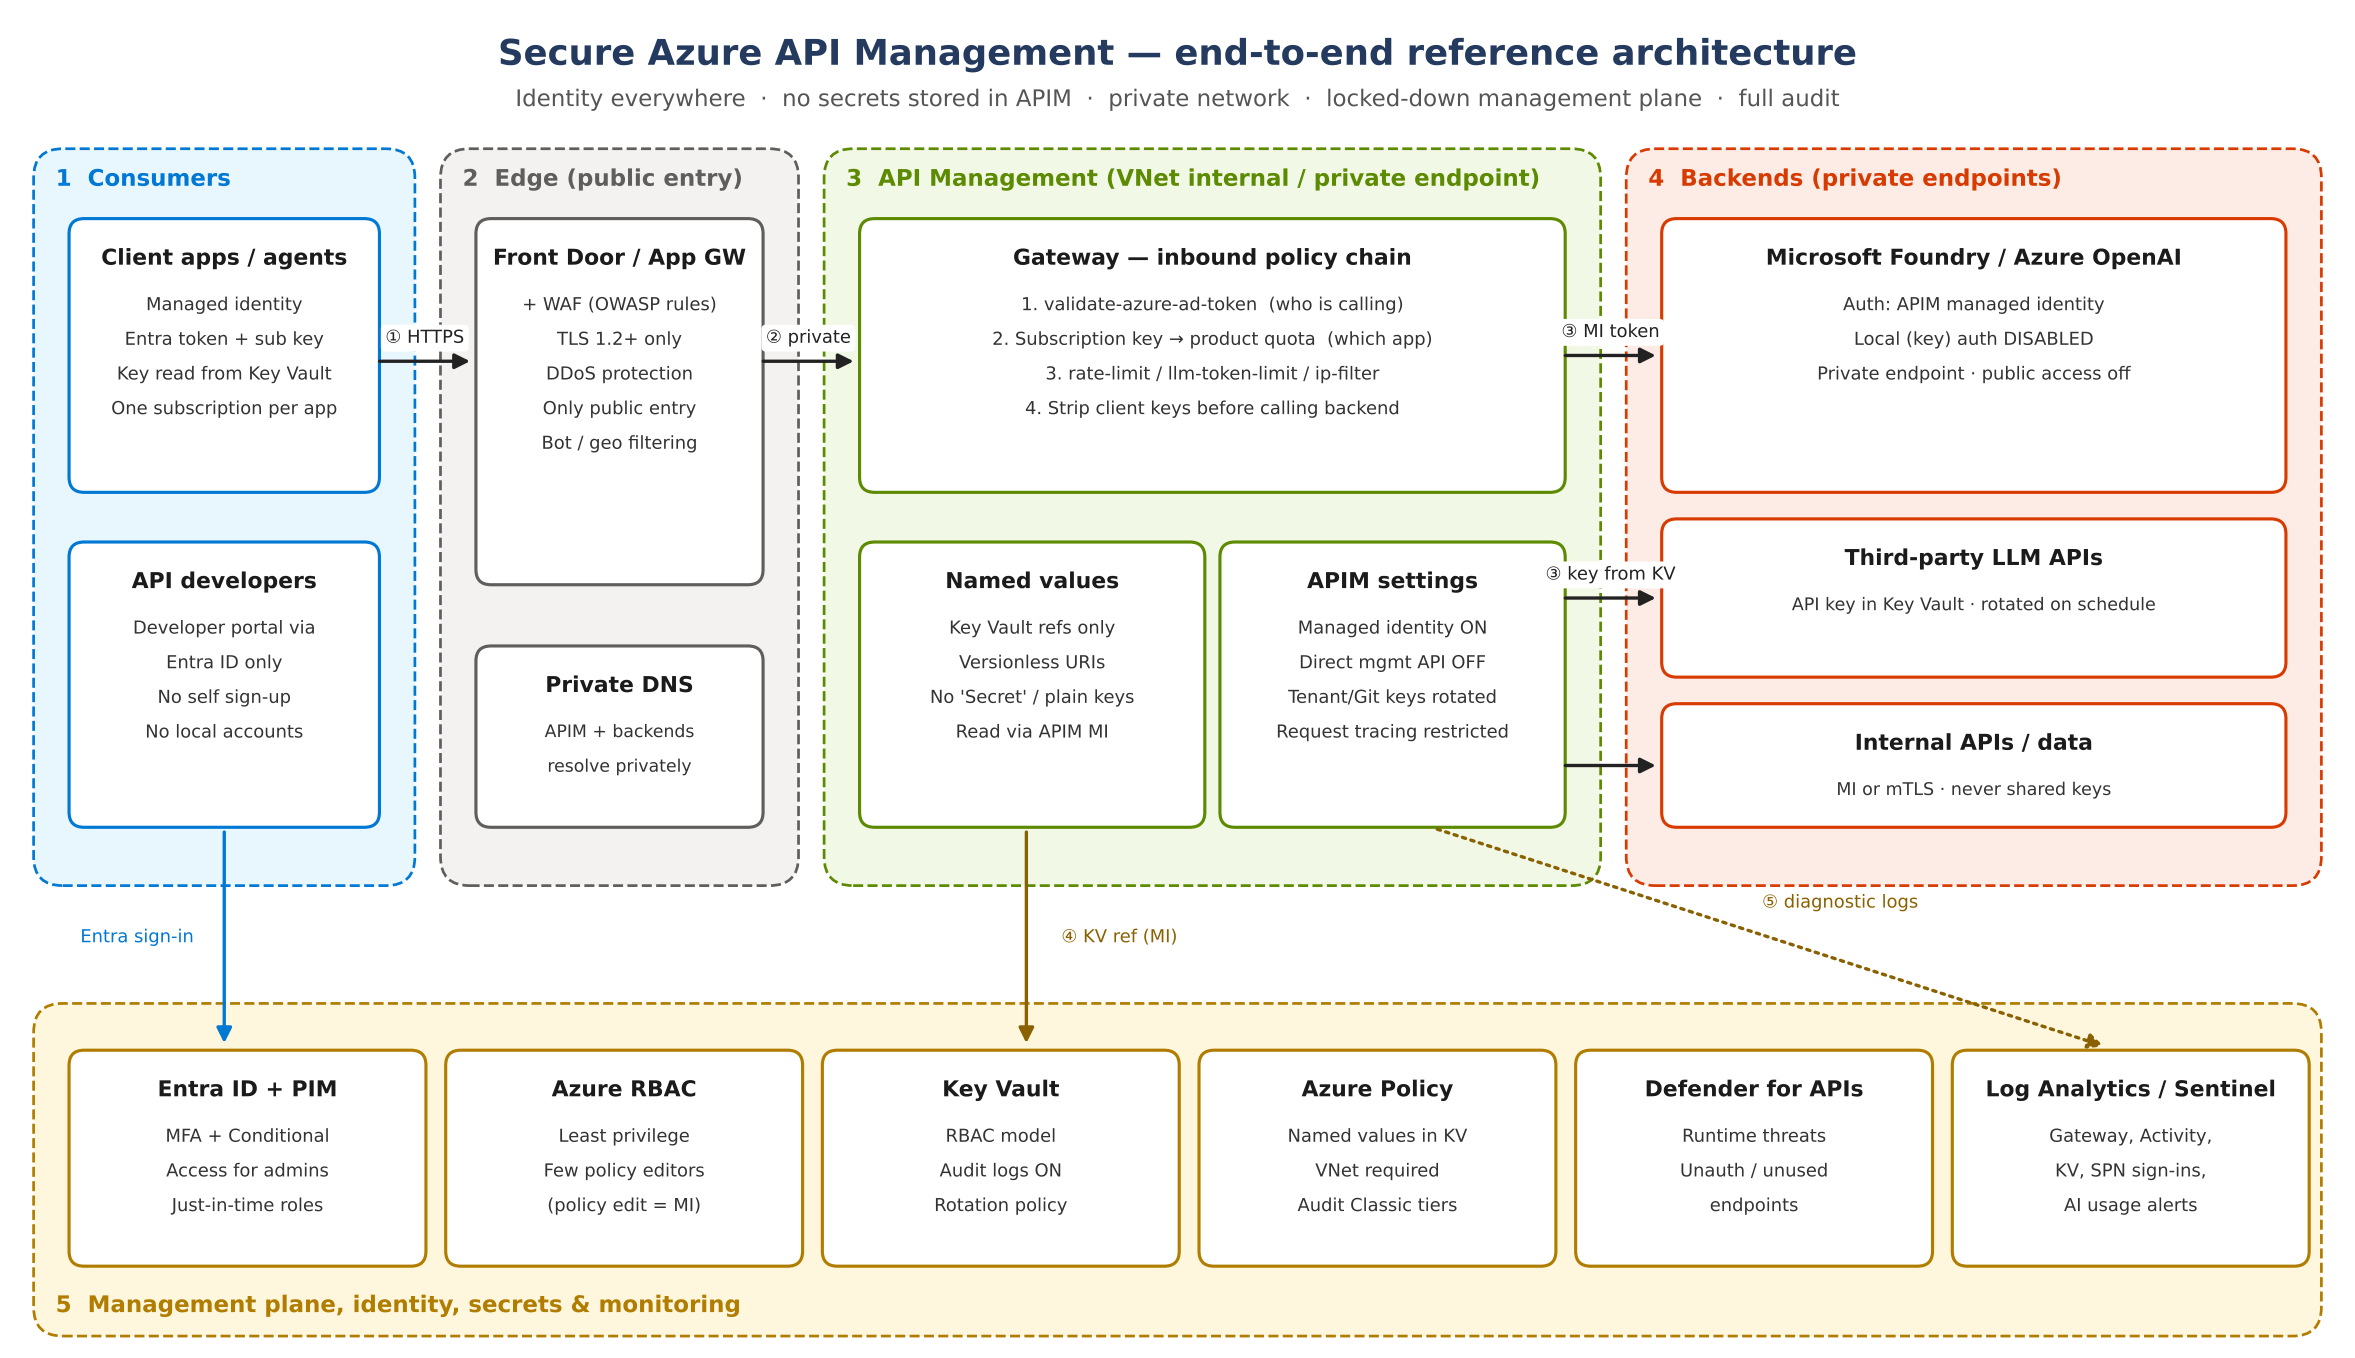 Secure Azure API Management — end-to-end reference architecture
Identity everywhere · no secrets stored in APIM · private network · locked-down management plane · full audit
1 Consumers
Client apps / agents
Managed identity
Entra token + sub key
Key read from Key Vault
One subscription per app
API developers
Developer portal via
Entra ID only
No self sign-up
No local accounts
① HTTPS
2 Edge (public entry)
Front Door / App GW
+ WAF (OWASP rules)
TLS 1.2+ only
DDoS protection
Only public entry
Bot / geo filtering
Private DNS
APIM + backends
resolve privately
② private
3 API Management (VNet internal / private endpoint)
Gateway — inbound policy chain
1. validate-azure-ad-token (who is calling)
2. Subscription key → product quota (which app)
3. rate-limit / llm-token-limit / ip-filter
4. Strip client keys before calling backend
Named values
Key Vault refs only
Versionless URIs
No 'Secret' / plain keys
Read via APIM MI
APIM settings
Managed identity ON
Direct mgmt API OFF
Tenant/Git keys rotated
Request tracing restricted
③ MI token
③ key from KV
4 Backends (private endpoints)
Microsoft Foundry / Azure OpenAI
Auth: APIM managed identity
Local (key) auth DISABLED
Private endpoint · public access off
Third-party LLM APIs
API key in Key Vault · rotated on schedule
Internal APIs / data
MI or mTLS · never shared keys
Entra sign-in
④ KV ref (MI)
⑤ diagnostic logs
Entra ID + PIM
MFA + Conditional
Access for admins
Just-in-time roles
Azure RBAC
Least privilege
Few policy editors
(policy edit = MI)
Key Vault
RBAC model
Audit logs ON
Rotation policy
Azure Policy
Named values in KV
VNet required
Audit Classic tiers
Defender for APIs
Runtime threats
Unauth / unused
endpoints
Log Analytics / Sentinel
Gateway, Activity,
KV, SPN sign-ins,
AI usage alerts
5 Management plane, identity, secrets & monitoring